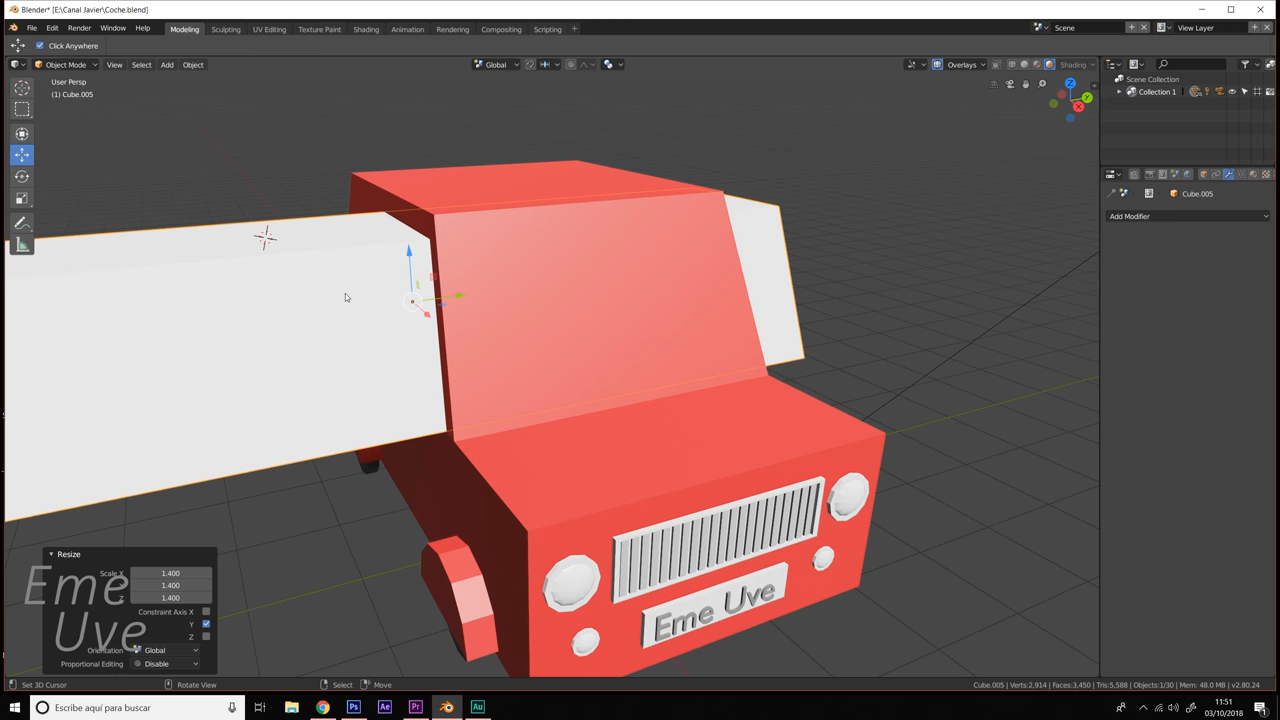 Blender* [E:\Canal Javier\Coche.blend]
File Edit Render Window Help Modeling Sculpting UV Editing Texture Paint Shading Animation Rendering Compositing Scripting + Scene View Layer
Click Anywhere
Object Mode View Select Add Object Global Overlays Shading
User Persp
(1) Cube.005
Scene Collection
Collection 1
Cube.005
Add Modifier
Z
Y
X
Eme Uve
Resize
Scale X 1.400
1.400
Z 1.400
Constraint Axis X
Y
Z
Orientation Global
Proportional Editing Disable
Eme
Uve
Set 3D Cursor Rotate View Select Move Cube.005 | Verts:2,914 | Faces:3,450 | Tris:5,588 | Objects:1/30 | Mem: 48.0 MB | v2.80.24
Escribe aquí para buscar
Ps Ae Pr Au
11:51
03/10/2018